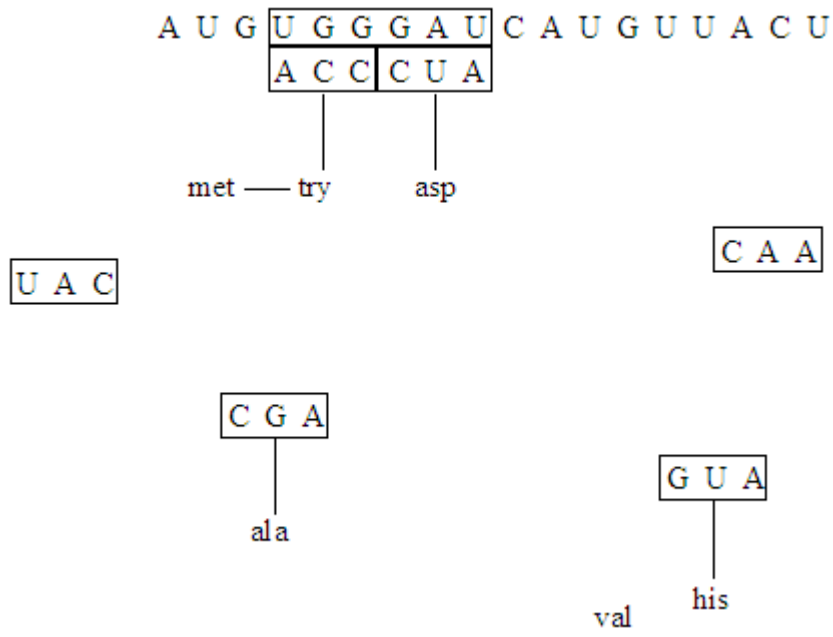 A U G U G G G A U C A U G U U A C U
A C C C U A
met try asp
C A A
U A C
C G A
G U A
ala
his
val